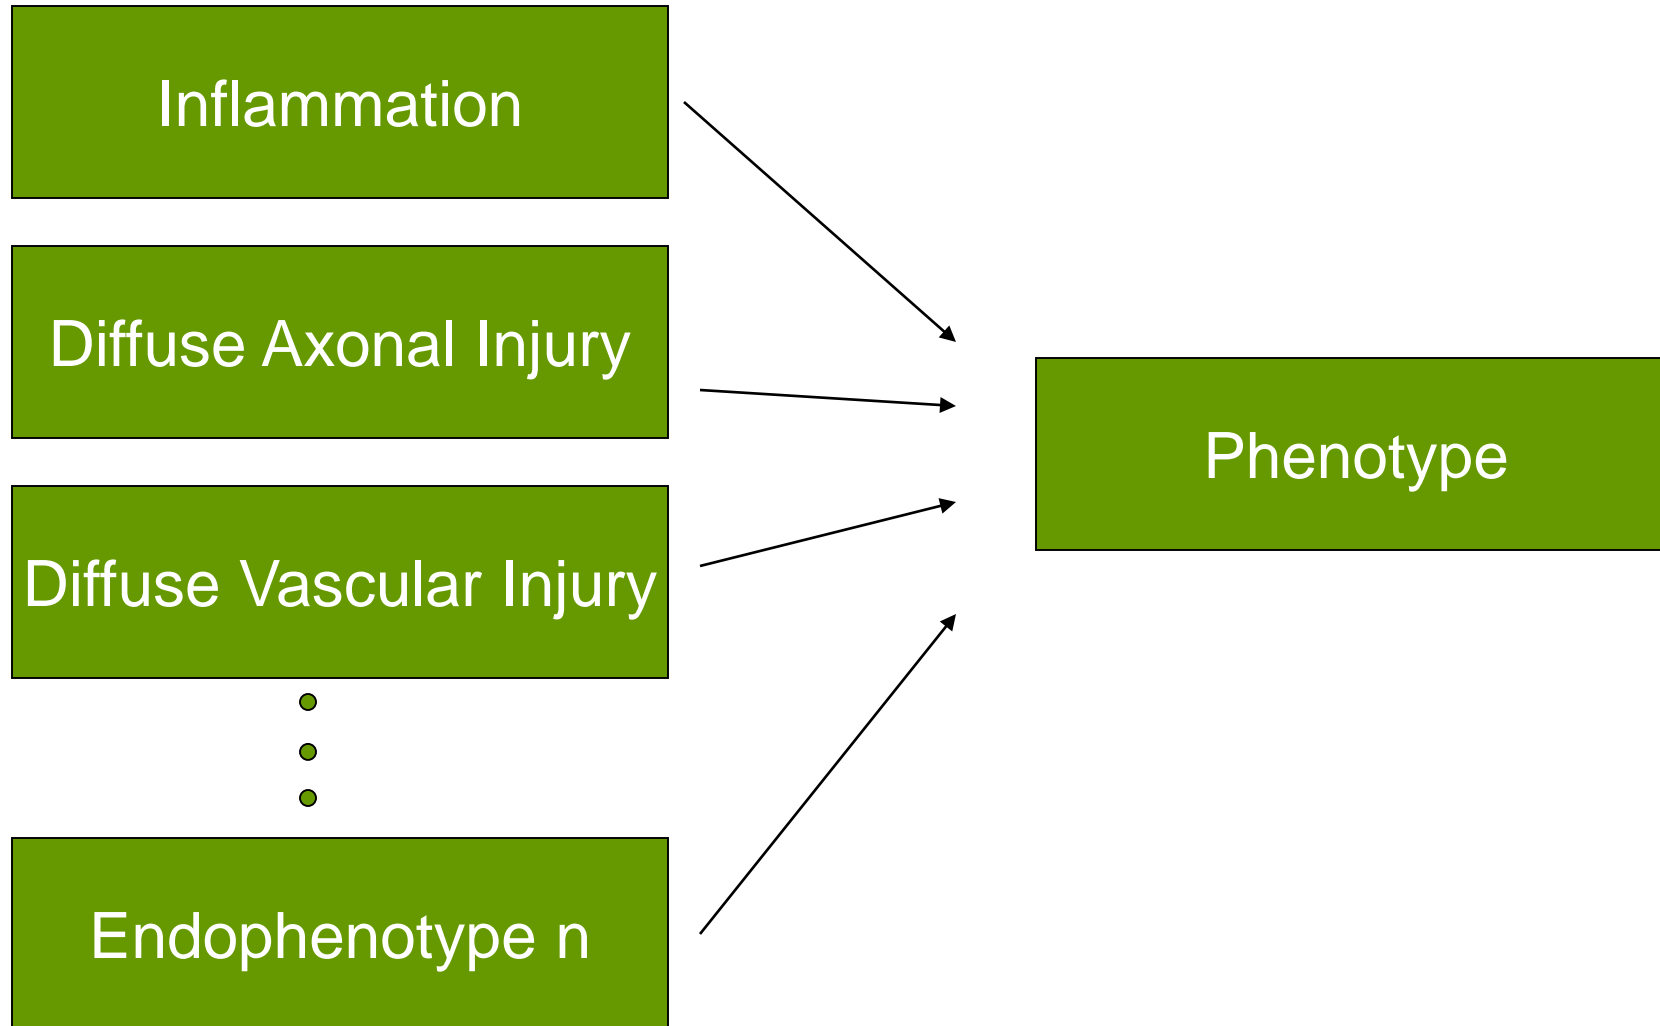 Inflammation
Diffuse Axonal Injury
Diffuse Vascular Injury
Endophenotype n
Phenotype